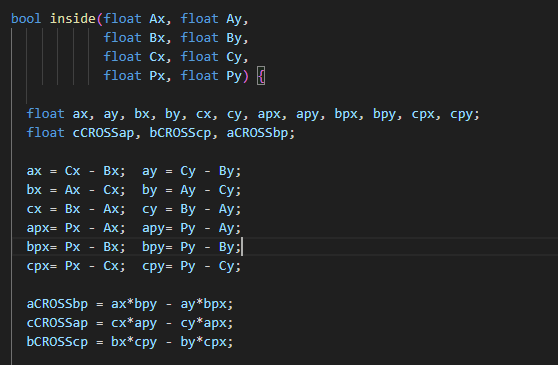 bool inside(float Ax, float Ay,
float Bx, float By,
float Cx, float Cy,
float Px, float Py) {
float ax, ay, bx, by, cx, cy, apx, apy, bpx, bpy, cpx, cpy;
float cCROSSap, bCROSScp, aCROSSbp;
ax = Cx - Bx;  ay = Cy - By;
bx = Ax - Cx;  by = Ay - Cy;
cx = Bx - Ax;  cy = By - Ay;
apx= Px - Ax;  apy= Py - Ay;
bpx= Px - Bx;  bpy= Py - By;
cpx= Px - Cx;  cpy= Py - Cy;
aCROSSbp = ax*bpy - ay*bpx;
cCROSSap = cx*apy - cy*apx;
bCROSScp = bx*cpy - by*cpx;